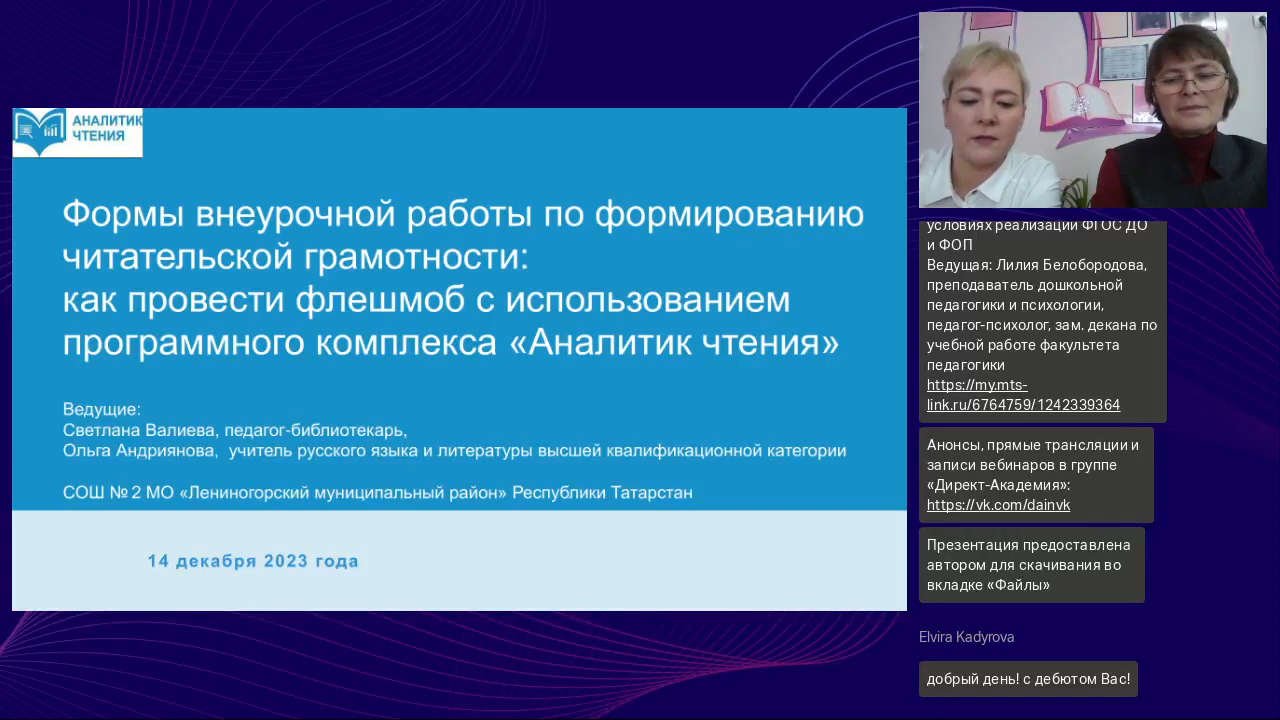 АНАЛИТИК
ЧТЕНИЯ
Формы внеурочной работы по формированию
читательской грамотности:
как провести флешмоб с использованием
программного комплекса «Аналитик чтения»
Ведущие:
Светлана Валиева, педагог-библиотекарь,
Ольга Андриянова, учитель русского языка и литературы высшей квалификационной категории
СОШ № 2 МО «Лениногорский муниципальный район» Республики Татарстан
14 декабря 2023 года
условиях реализации ФГОС ДО
и ФОП
Ведущая: Лилия Белобородова,
преподаватель дошкольной
педагогики и психологии,
педагог-психолог, зам. декана по
учебной работе факультета
педагогики
https://my.mts-
link.ru/6764759/1242339364
Анонсы, прямые трансляции и
записи вебинаров в группе
«Директ-Академия»:
https://vk.com/dainvk
Презентация предоставлена
автором для скачивания во
вкладке «Файлы»
Elvira Kadyrova
добрый день! с дебютом Вас!